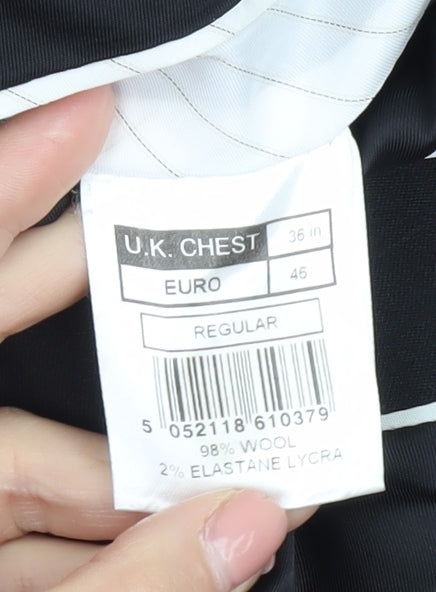 U.K. CHEST 36 in
EURO 46
REGULAR
5 052118 610379
98% WOOL
2% ELASTANE LYCRA